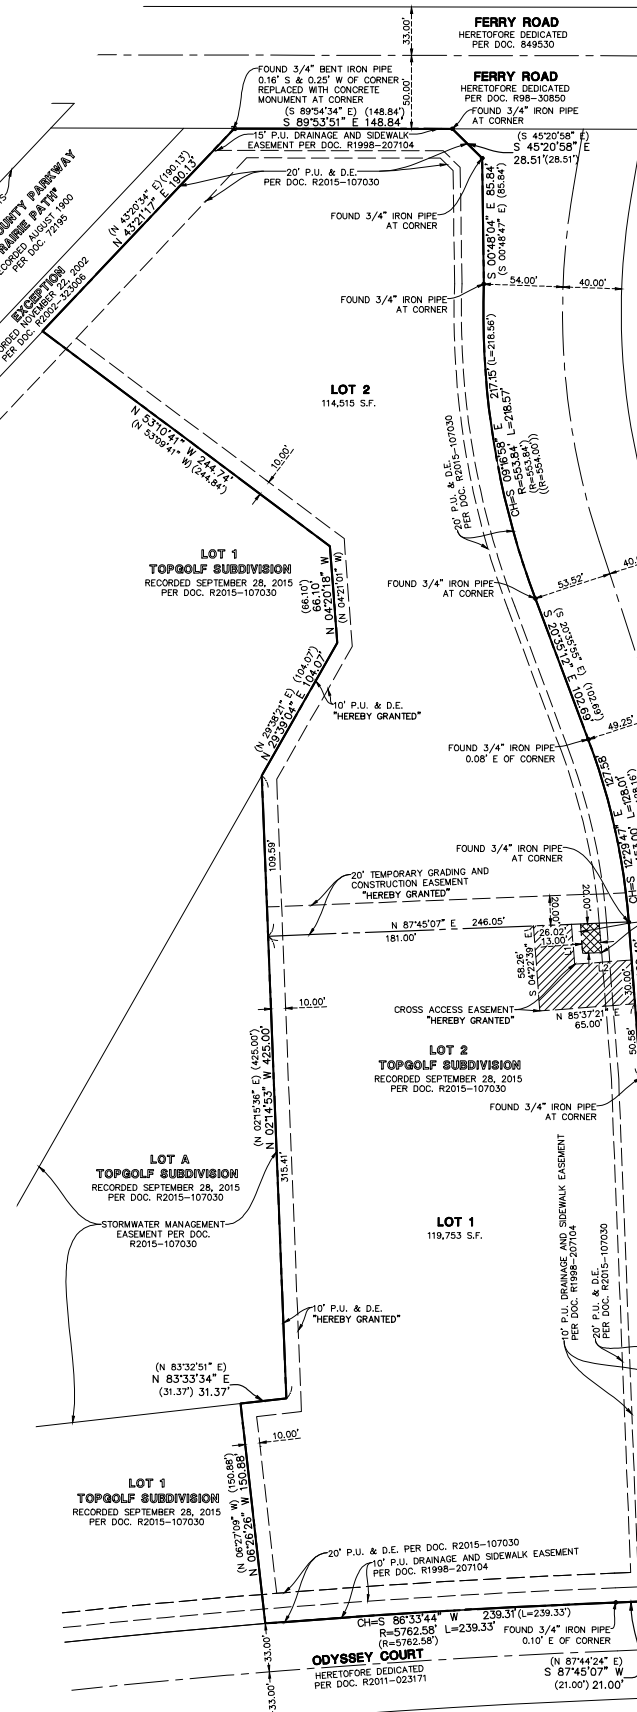 33.00'
FERRY ROAD
HERETOFORE DEDICATED
PER DOC. 849530
FOUND 3/4" BENT IRON PIPE
0.16' S & 0.25' W OF CORNER
REPLACED WITH CONCRETE
MONUMENT AT CORNER
50.00'
FERRY ROAD
HERETOFORE DEDICATED
PER DOC. R98-30850
FOUND 3/4" IRON PIPE
AT CORNER
(S 89°54'34" E) (148.84')
S 89°53'51" E 148.84'
15' P.U. DRAINAGE AND SIDEWALK
EASEMENT PER DOC. R1998-207104
(S 45°20'58" E)
S 45°20'58" E
28.51'(28.51')
20' P.U. & D.E.
PER DOC. R2015-107030
(N 43°20'34" E)(190.13')
N 43°21'17" E 190.13'
OUNTY PARKWAY
RAIRIE PATH"
ECORDED AUGUST 1900
PER DOC. 72195
EXCEPTION
ORDED NOVEMBER 22, 2002
PER DOC. R2002-323006
FOUND 3/4" IRON PIPE
AT CORNER
S 00°48'04" E 85.84'
(S 00°48'47" E) (85.84')
FOUND 3/4" IRON PIPE
AT CORNER
54.00'
40.00'
LOT 2
114,515 S.F.
217.15' (L=218.56')
CH=S 09°16'58" E L=218.57'
R=553.84'
(R=553.84')
((R=554.00'))
N 53°10'41" W 244.74'
(N 53°09'41" W) (244.84')
10.00'
20' P.U. & D.E.
PER DOC. R2015-107030
LOT 1
TOPGOLF SUBDIVISION
RECORDED SEPTEMBER 28, 2015
PER DOC. R2015-107030
(66.10')
66.10'
N 04°20'18" W
(N 04°21'01" W)
FOUND 3/4" IRON PIPE
AT CORNER
53.52'
(S 20°35'55" E) (102.69')
S 20°35'12" E 102.69'
(N 29°38'21" E) (104.07')
N 29°39'04" E 104.07'
10' P.U. & D.E.
"HEREBY GRANTED"
49.25'
FOUND 3/4" IRON PIPE
0.08' E OF CORNER
127.58'
CH=S 12°29'47" E L=128.01'
109.59'
FOUND 3/4" IRON PIPE
AT CORNER
20' TEMPORARY GRADING AND
CONSTRUCTION EASEMENT
"HEREBY GRANTED"
20.00'
20.00'
N 87°45'07" E 246.05'
181.00'
26.02'
13.00'
L1
L2
58.26'
S 04°22'39" E
30.00'
N 85°37'21" E
65.00'
50.58'
10.00'
CROSS ACCESS EASEMENT
"HEREBY GRANTED"
LOT 2
TOPGOLF SUBDIVISION
RECORDED SEPTEMBER 28, 2015
PER DOC. R2015-107030
FOUND 3/4" IRON PIPE
AT CORNER
(N 02°15'36" E) (425.00')
N 02°14'53" W 425.00'
315.41'
LOT A
TOPGOLF SUBDIVISION
RECORDED SEPTEMBER 28, 2015
PER DOC. R2015-107030
STORMWATER MANAGEMENT
EASEMENT PER DOC.
R2015-107030
LOT 1
119,753 S.F.
10' P.U. DRAINAGE AND SIDEWALK EASEMENT
PER DOC. R1998-207104
20' P.U. & D.E.
PER DOC. R2015-107030
10' P.U. & D.E.
"HEREBY GRANTED"
(N 83°32'51" E)
N 83°33'34" E
(31.37') 31.37'
10.00'
(N 06°27'09" W) (150.88')
N 06°26'26" W 150.88'
LOT 1
TOPGOLF SUBDIVISION
RECORDED SEPTEMBER 28, 2015
PER DOC. R2015-107030
20' P.U. & D.E. PER DOC. R2015-107030
10' P.U. DRAINAGE AND SIDEWALK EASEMENT
PER DOC. R1998-207104
CH=S 86°33'44" W 239.31'(L=239.33')
R=5762.58' L=239.33'
(R=5762.58')
FOUND 3/4" IRON PIPE
0.10' E OF CORNER
33.00'
33.00'
ODYSSEY COURT
HERETOFORE DEDICATED
PER DOC. R2011-023171
(N 87°44'24" E)
S 87°45'07" W
(21.00') 21.00'